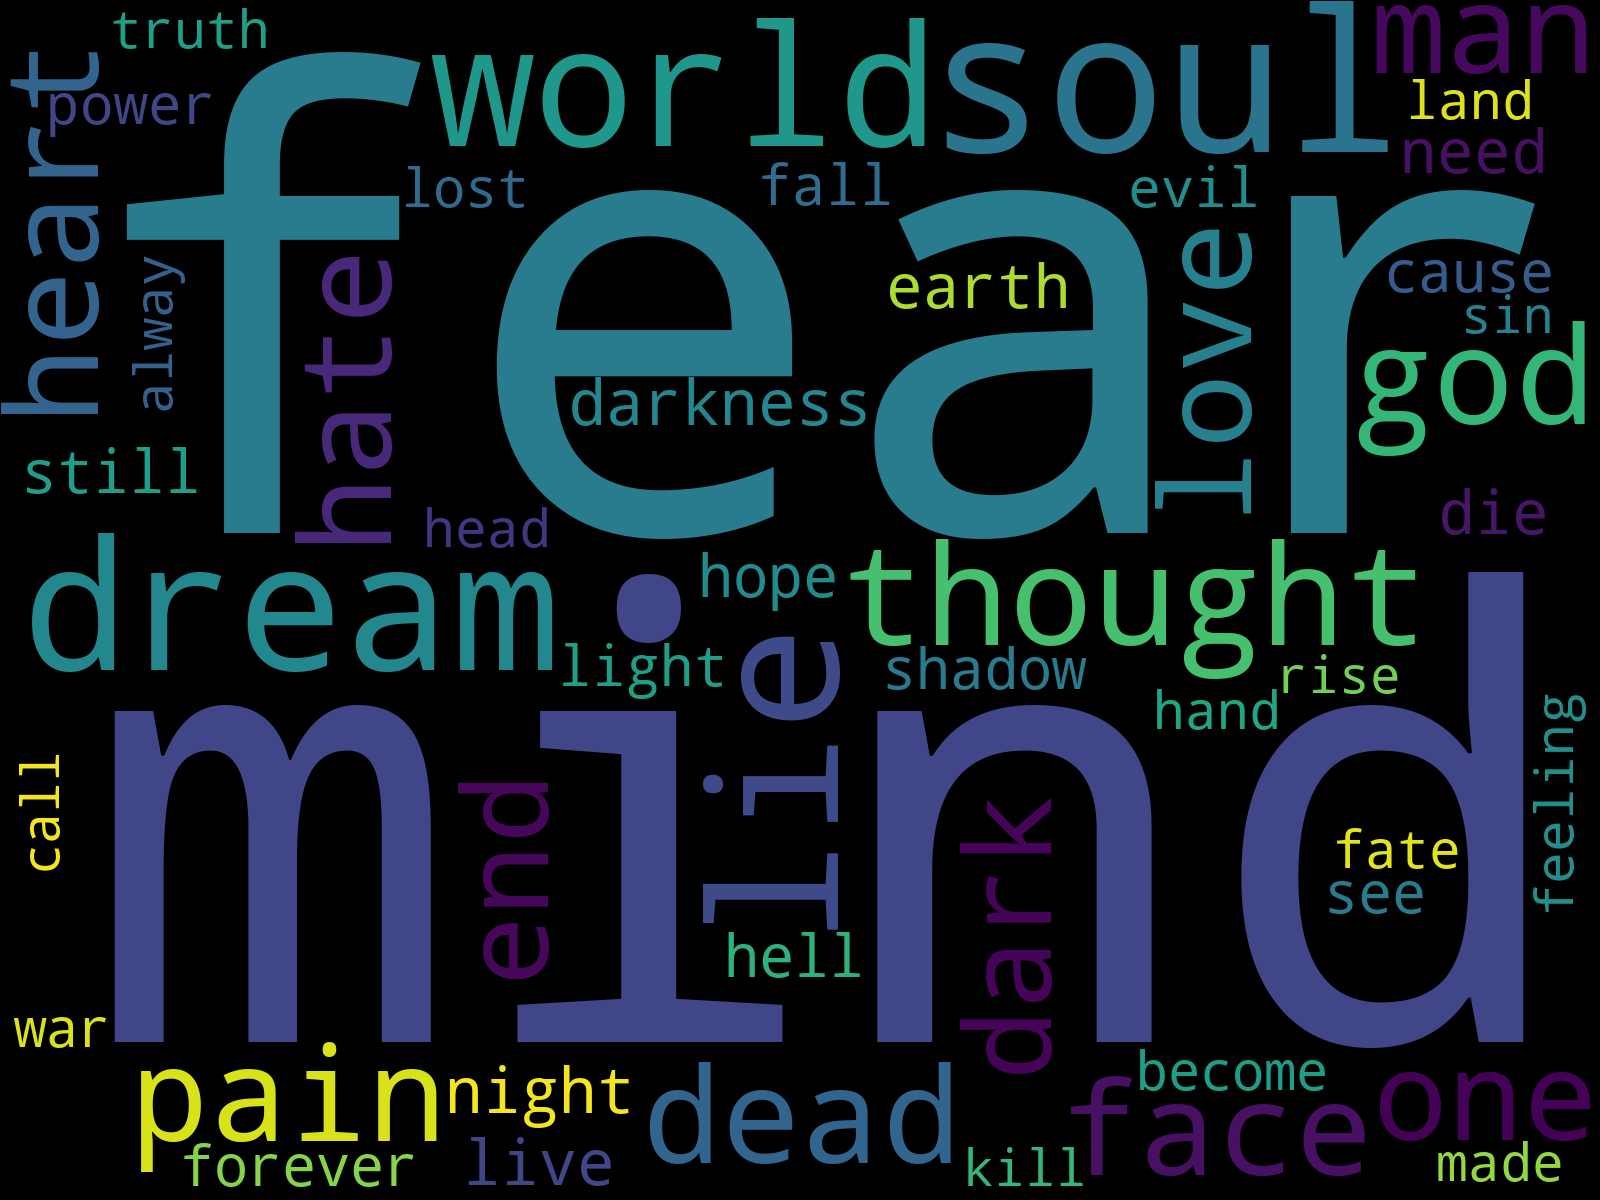 truth
world
soul
man
heart
power
fear
land
need
lost
fall
evil
alway
hate
earth
love
cause
sin
god
darkness
still
head
die
dream
hope
thought
light
lie
shadow
rise
hand
mind
feeling
call
end
dark
fate
see
hell
war
pain
night
dead
become
face
one
forever
live
kill
made